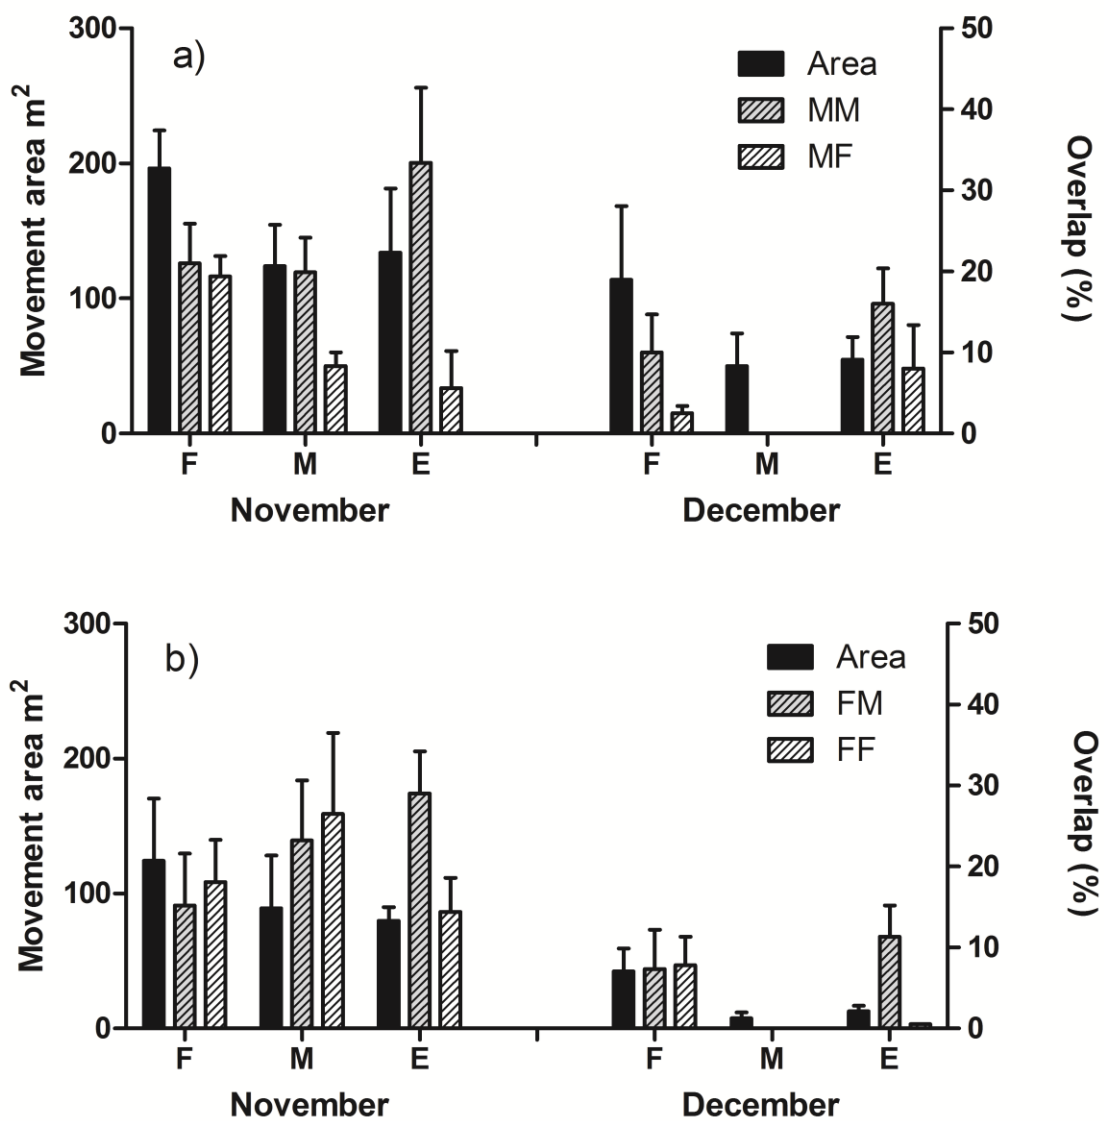 a)
300
200
100
0
Movement area m²
50
40
30
20
10
0
Overlap (%)
Area
MM
MF
F M E F M E
November December
b)
300
200
100
0
Movement area m²
50
40
30
20
10
0
Overlap (%)
Area
FM
FF
F M E F M E
November December